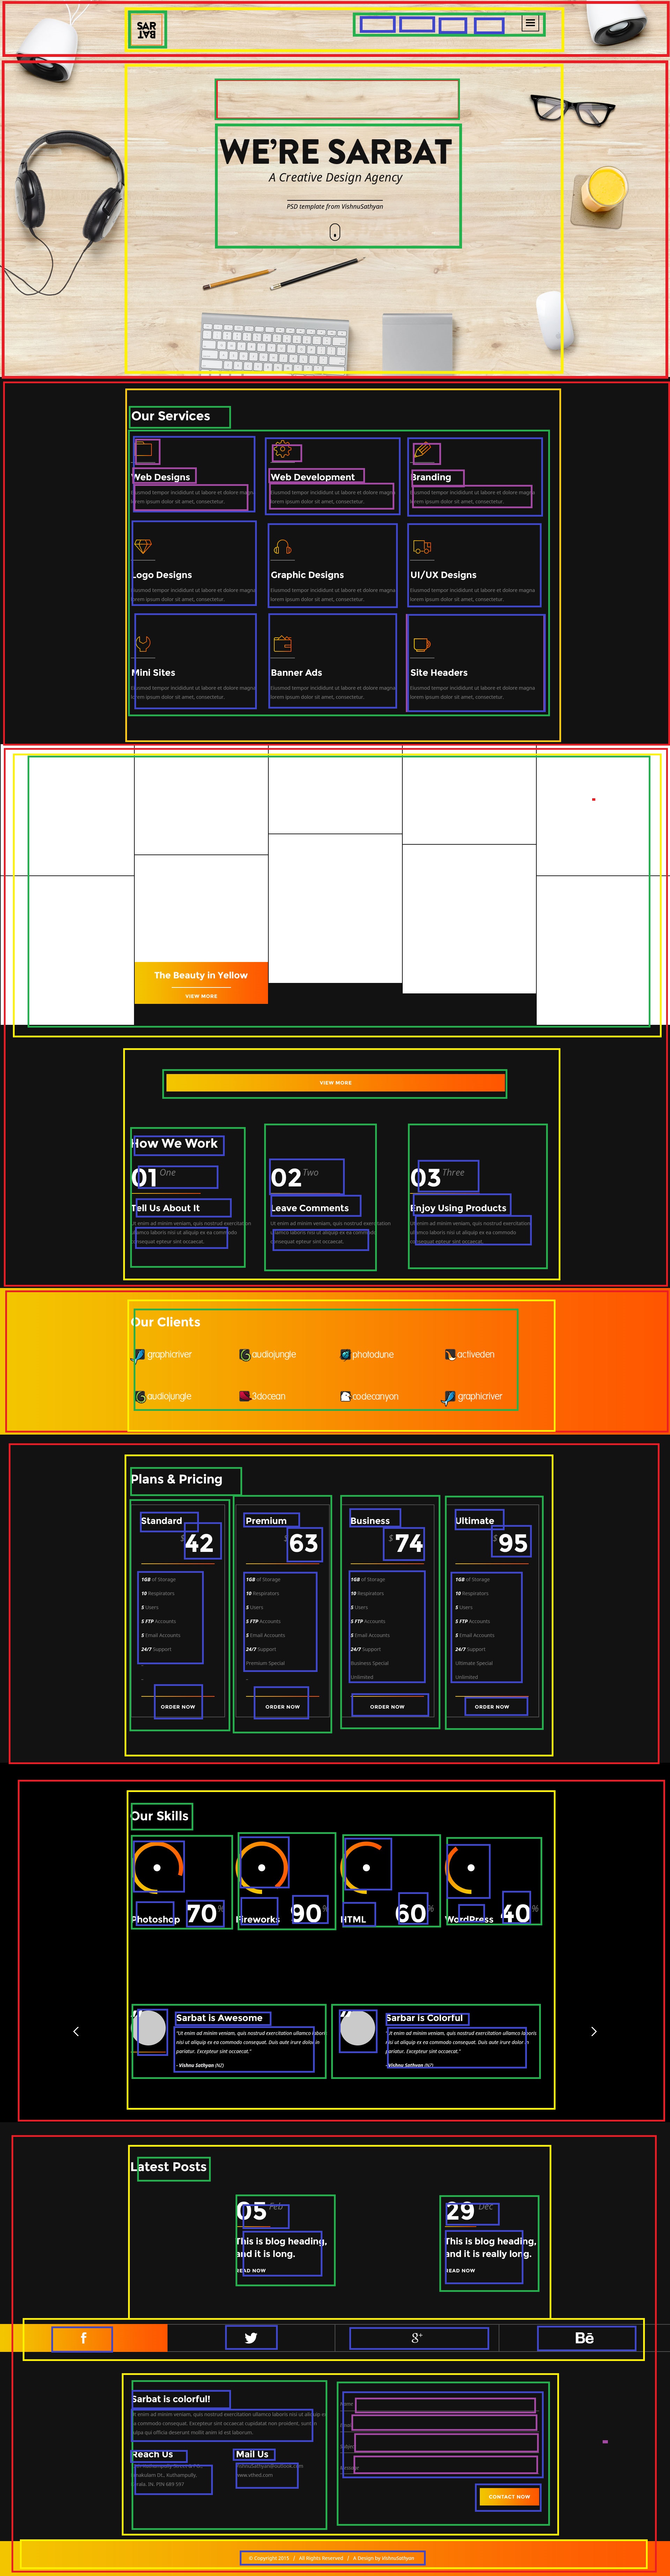 SAR
BAT
WE'RE SARBAT
A Creative Design Agency
PSD template from VishnuSathyan
Our Services
Web Designs
Web Development
Branding
Eiusmod tempor incididunt ut labore et dolore magna
lorem ipsum dolor sit amet, consectetur.
Eiusmod tempor incididunt ut labore et dolore magna
lorem ipsum dolor sit amet, consectetur.
Eiusmod tempor incididunt ut labore et dolore magna
lorem ipsum dolor sit amet, consectetur.
Logo Designs
Graphic Designs
UI/UX Designs
Eiusmod tempor incididunt ut labore et dolore magna
lorem ipsum dolor sit amet, consectetur.
Eiusmod tempor incididunt ut labore et dolore magna
lorem ipsum dolor sit amet, consectetur.
Eiusmod tempor incididunt ut labore et dolore magna
lorem ipsum dolor sit amet, consectetur.
Mini Sites
Banner Ads
Site Headers
Eiusmod tempor incididunt ut labore et dolore magna
lorem ipsum dolor sit amet, consectetur.
Eiusmod tempor incididunt ut labore et dolore magna
lorem ipsum dolor sit amet, consectetur.
Eiusmod tempor incididunt ut labore et dolore magna
lorem ipsum dolor sit amet, consectetur.
The Beauty in Yellow
VIEW MORE
VIEW MORE
How We Work
01 One
Tell Us About It
Ut enim ad minim veniam, quis nostrud exercitation
ullamco laboris nisi ut aliquip ex ea commodo
consequat epteur sint occaecat.
02 Two
Leave Comments
Ut enim ad minim veniam, quis nostrud exercitation
ullamco laboris nisi ut aliquip ex ea commodo
consequat epteur sint occaecat.
03 Three
Enjoy Using Products
Ut enim ad minim veniam, quis nostrud exercitation
ullamco laboris nisi ut aliquip ex ea commodo
consequat epteur sint occaecat.
Our Clients
graphicriver
audiojungle
photodune
activeden
audiojungle
3docean
codecanyon
graphicriver
Plans & Pricing
Standard
$42
1GB of Storage
10 Respirators
5 Users
5 FTP Accounts
5 Email Accounts
24/7 Support
-
-
ORDER NOW
Premium
$63
1GB of Storage
10 Respirators
5 Users
5 FTP Accounts
5 Email Accounts
24/7 Support
Premium Special
-
ORDER NOW
Business
$74
1GB of Storage
10 Respirators
5 Users
5 FTP Accounts
5 Email Accounts
24/7 Support
Business Special
Unlimited
ORDER NOW
Ultimate
$95
1GB of Storage
10 Respirators
5 Users
5 FTP Accounts
5 Email Accounts
24/7 Support
Ultimate Special
Unlimited
ORDER NOW
Our Skills
Photoshop 70%
Fireworks 90%
HTML 60%
WordPress 40%
Sarbat is Awesome
"Ut enim ad minim veniam, quis nostrud exercitation ullamco laboris
nisi ut aliquip ex ea commodo consequat. Duis aute irure dolor in
pariatur. Excepteur sint occaecat."
- Vishnu Sathyan (N7)
Sarbar is Colorful
"Ut enim ad minim veniam, quis nostrud exercitation ullamco laboris
nisi ut aliquip ex ea commodo consequat. Duis aute irure dolor in
pariatur. Excepteur sint occaecat."
- Vishnu Sathyan (N7)
Latest Posts
05 Feb
This is blog heading,
and it is long.
READ NOW
29 Dec
This is blog heading,
and it is really long.
READ NOW
f
g+
Bē
Sarbat is colorful!
Ut enim ad minim veniam, quis nostrud exercitation ullamco laboris nisi ut aliquip ex
ea commodo consequat. Excepteur sint occaecat cupidatat non proident, sunt in
culpa qui officia deserunt mollit anim id est laborum.
Reach Us
Kuthampully
Kerala. IN. PIN 689 597
Mail Us
vishnusathyan@outlook.com
www.sthed.com
CONTACT NOW
© Copyright 2015 / All Rights Reserved / A Design by VishnuSathyan